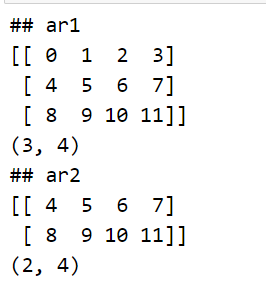 ## ar1
[[ 0  1  2  3]
 [ 4  5  6  7]
 [ 8  9 10 11]]
(3, 4)
## ar2
[[ 4  5  6  7]
 [ 8  9 10 11]]
(2, 4)